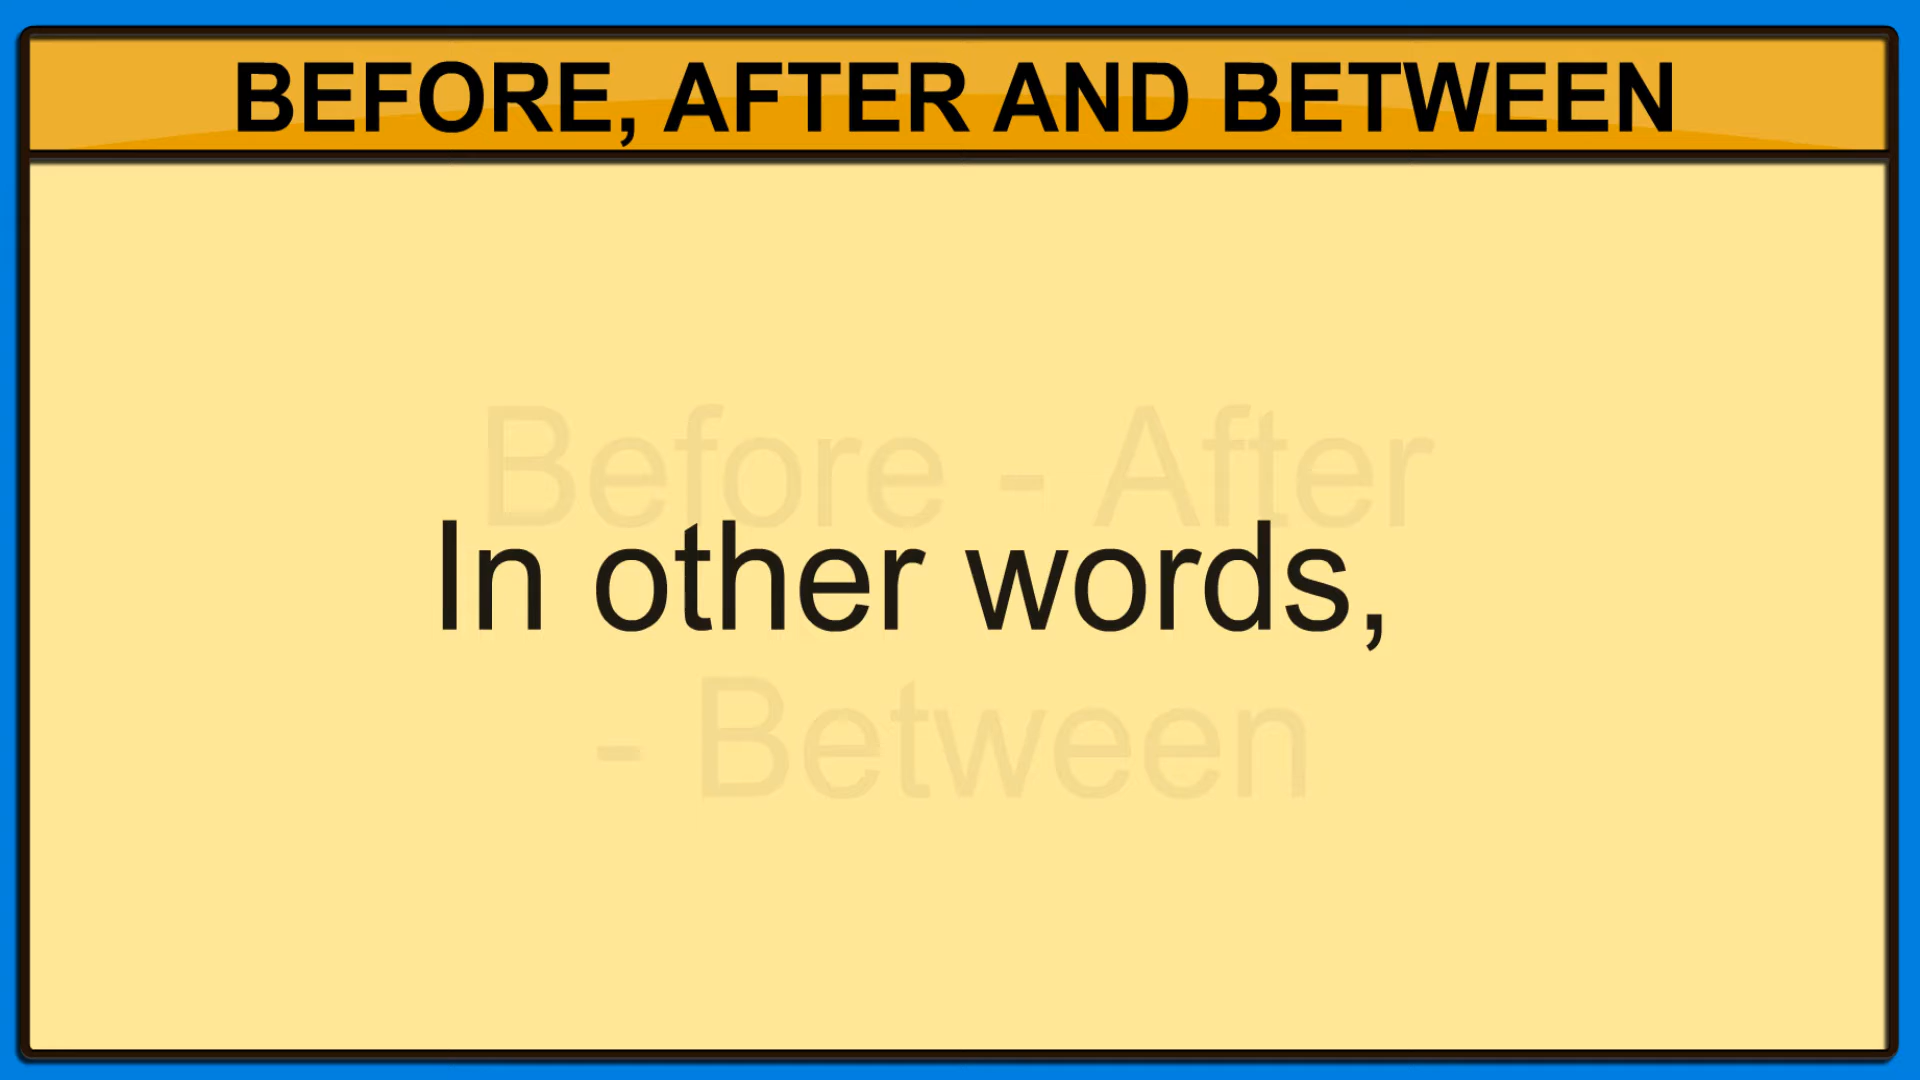 BEFORE, AFTER AND BETWEEN
Before - After
In other words,
- Between